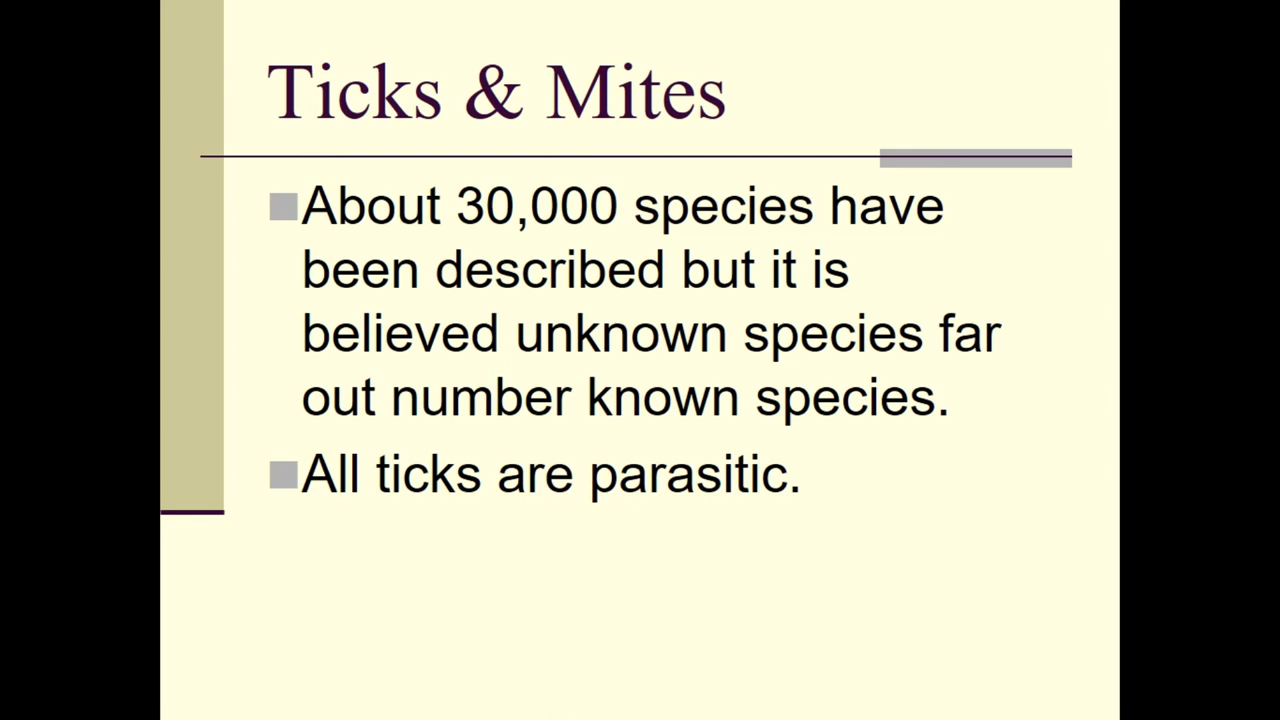 Ticks & Mites
About 30,000 species have
been described but it is
believed unknown species far
out number known species.
All ticks are parasitic.